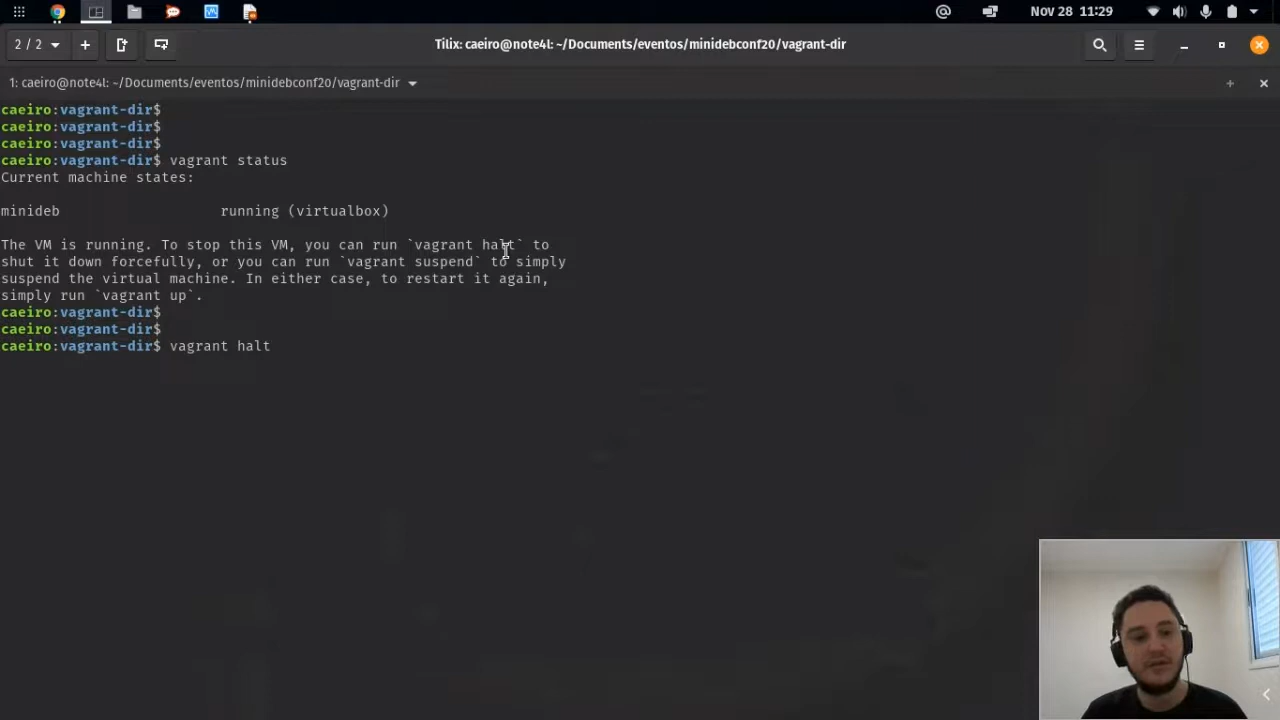 Nov 28 11:29
2 / 2
Tilix: caeiro@note4l: ~/Documents/eventos/minidebconf20/vagrant-dir
1: caeiro@note4l: ~/Documents/eventos/minidebconf20/vagrant-dir
caeiro:vagrant-dir$
caeiro:vagrant-dir$
caeiro:vagrant-dir$
caeiro:vagrant-dir$ vagrant status
Current machine states:
minideb running (virtualbox)
The VM is running. To stop this VM, you can run `vagrant halt` to
shut it down forcefully, or you can run `vagrant suspend` to simply
suspend the virtual machine. In either case, to restart it again,
simply run `vagrant up`.
caeiro:vagrant-dir$
caeiro:vagrant-dir$
caeiro:vagrant-dir$ vagrant halt